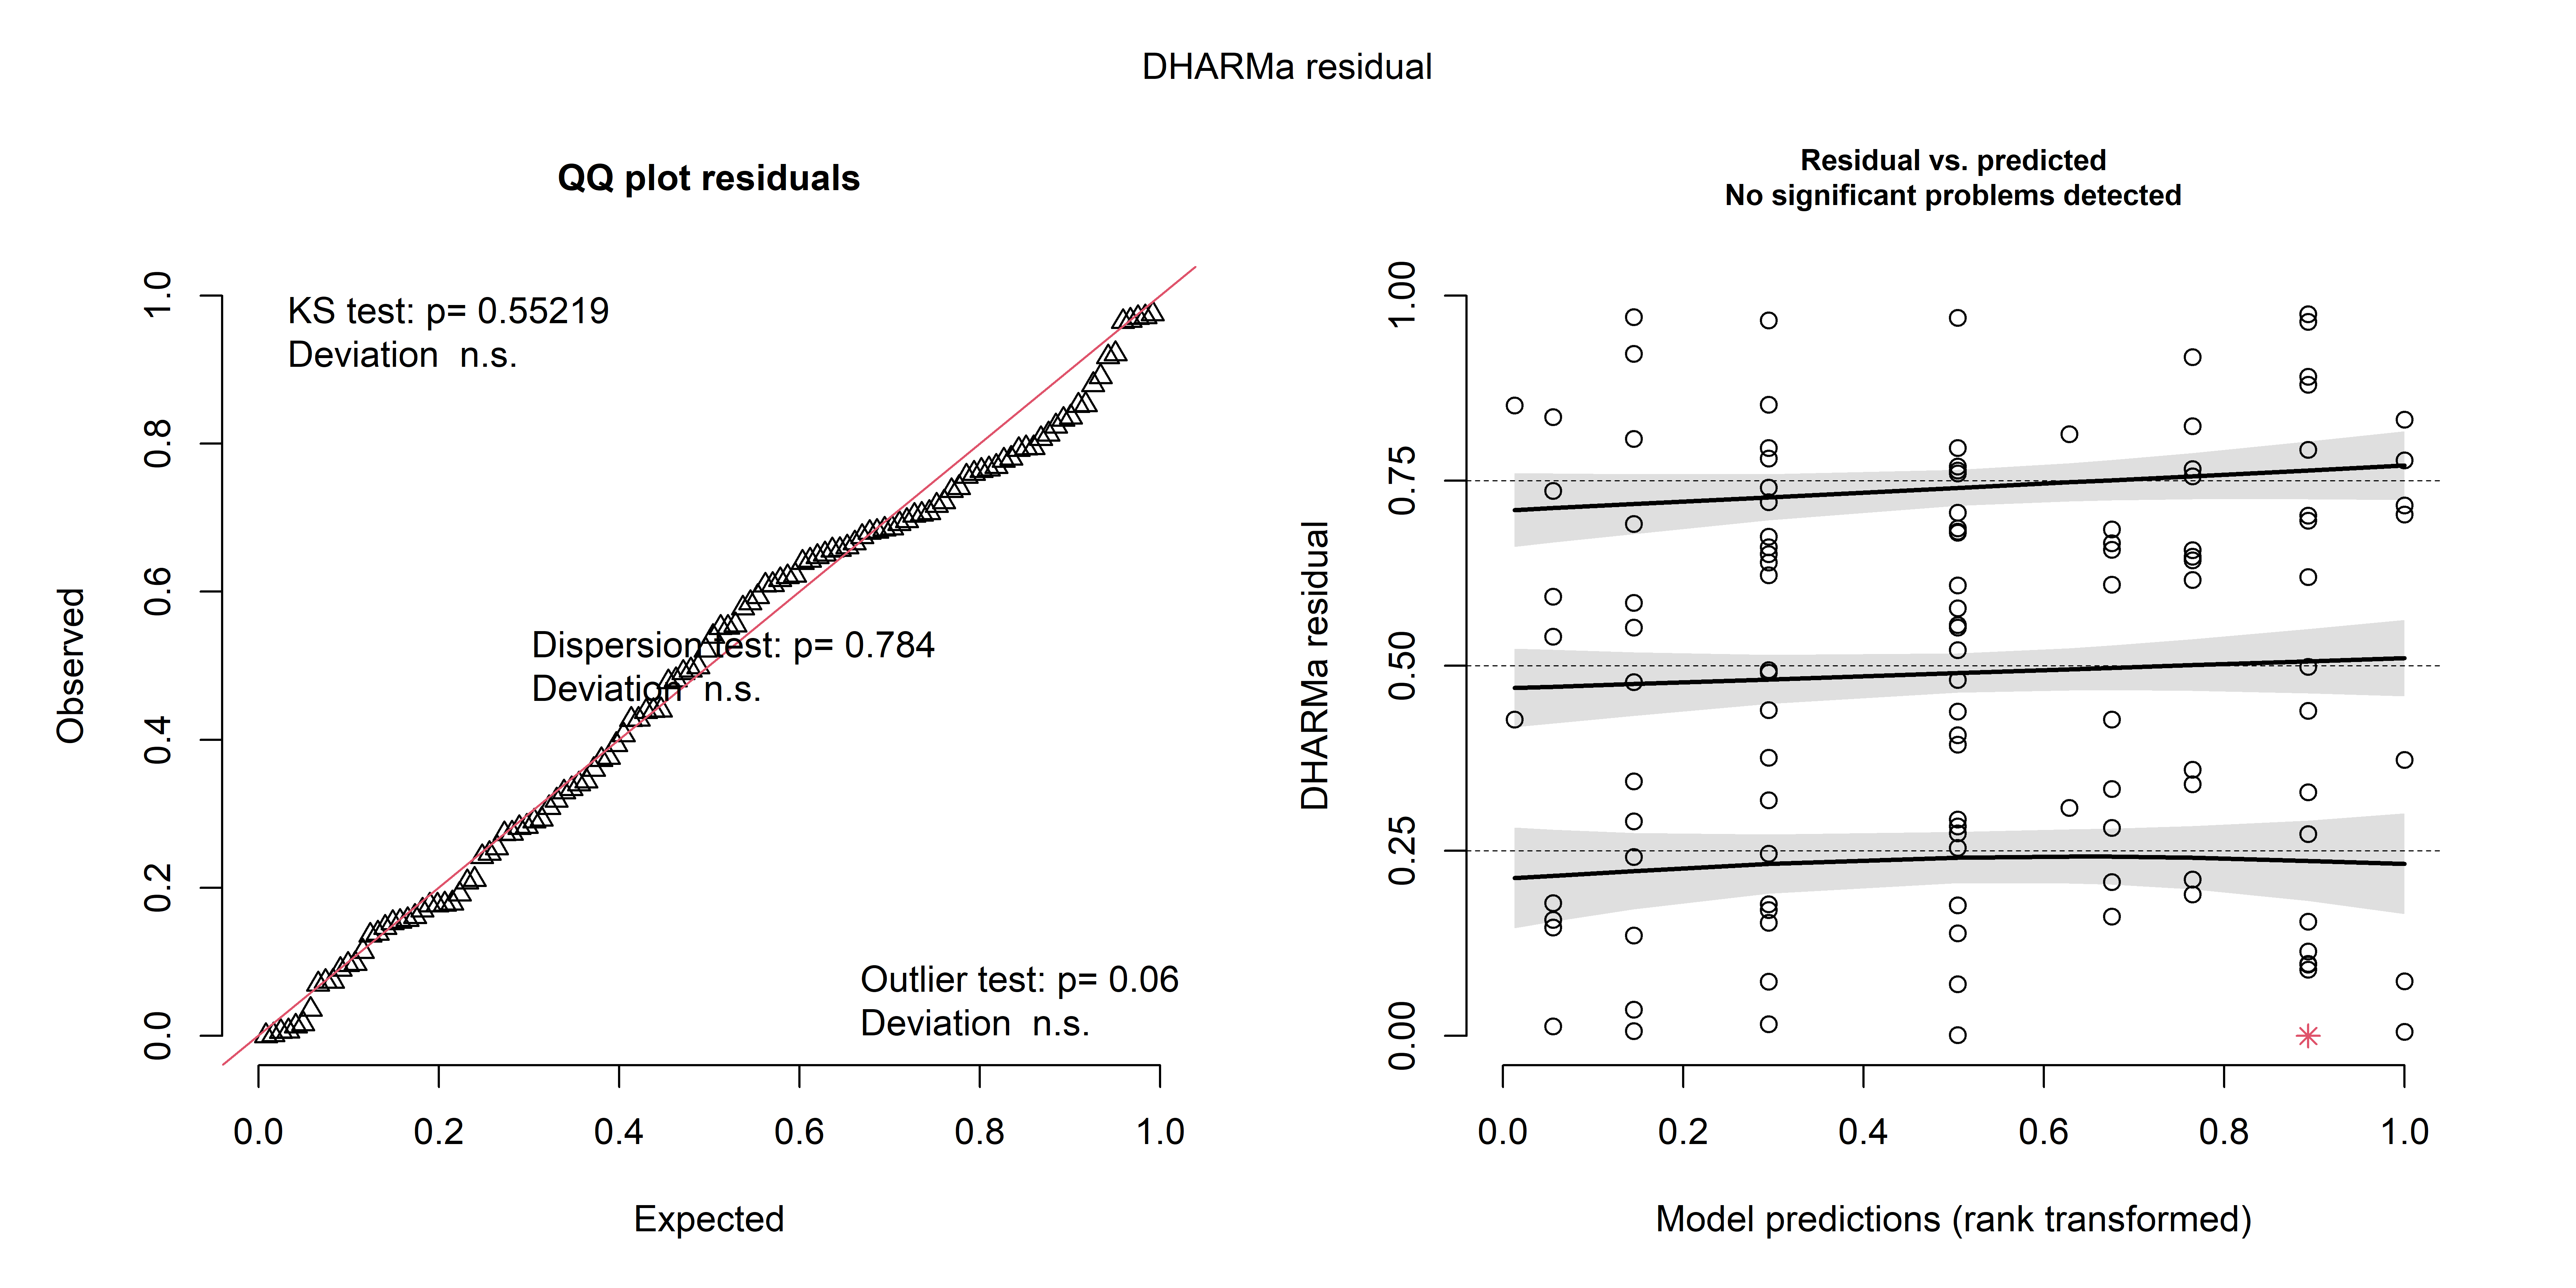 DHARMa residual
QQ plot residuals
KS test: p= 0.55219
Deviation  n.s.
Dispersion test: p= 0.784
Deviation  n.s.
Outlier test: p= 0.06
Deviation  n.s.
Observed
0.0
0.2
0.4
0.6
0.8
1.0
0.0 0.2 0.4 0.6 0.8 1.0
Expected
Residual vs. predicted
No significant problems detected
DHARMa residual
0.00
0.25
0.50
0.75
1.00
0.0 0.2 0.4 0.6 0.8 1.0
Model predictions (rank transformed)